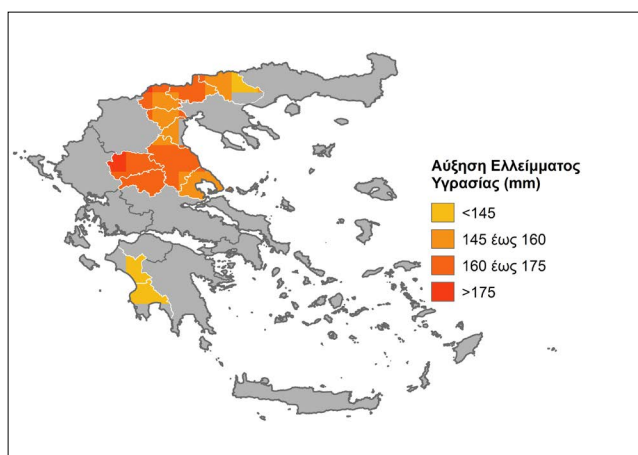 Αύξηση Ελλείμματος
Υγρασίας (mm)
<145
145 έως 160
160 έως 175
>175